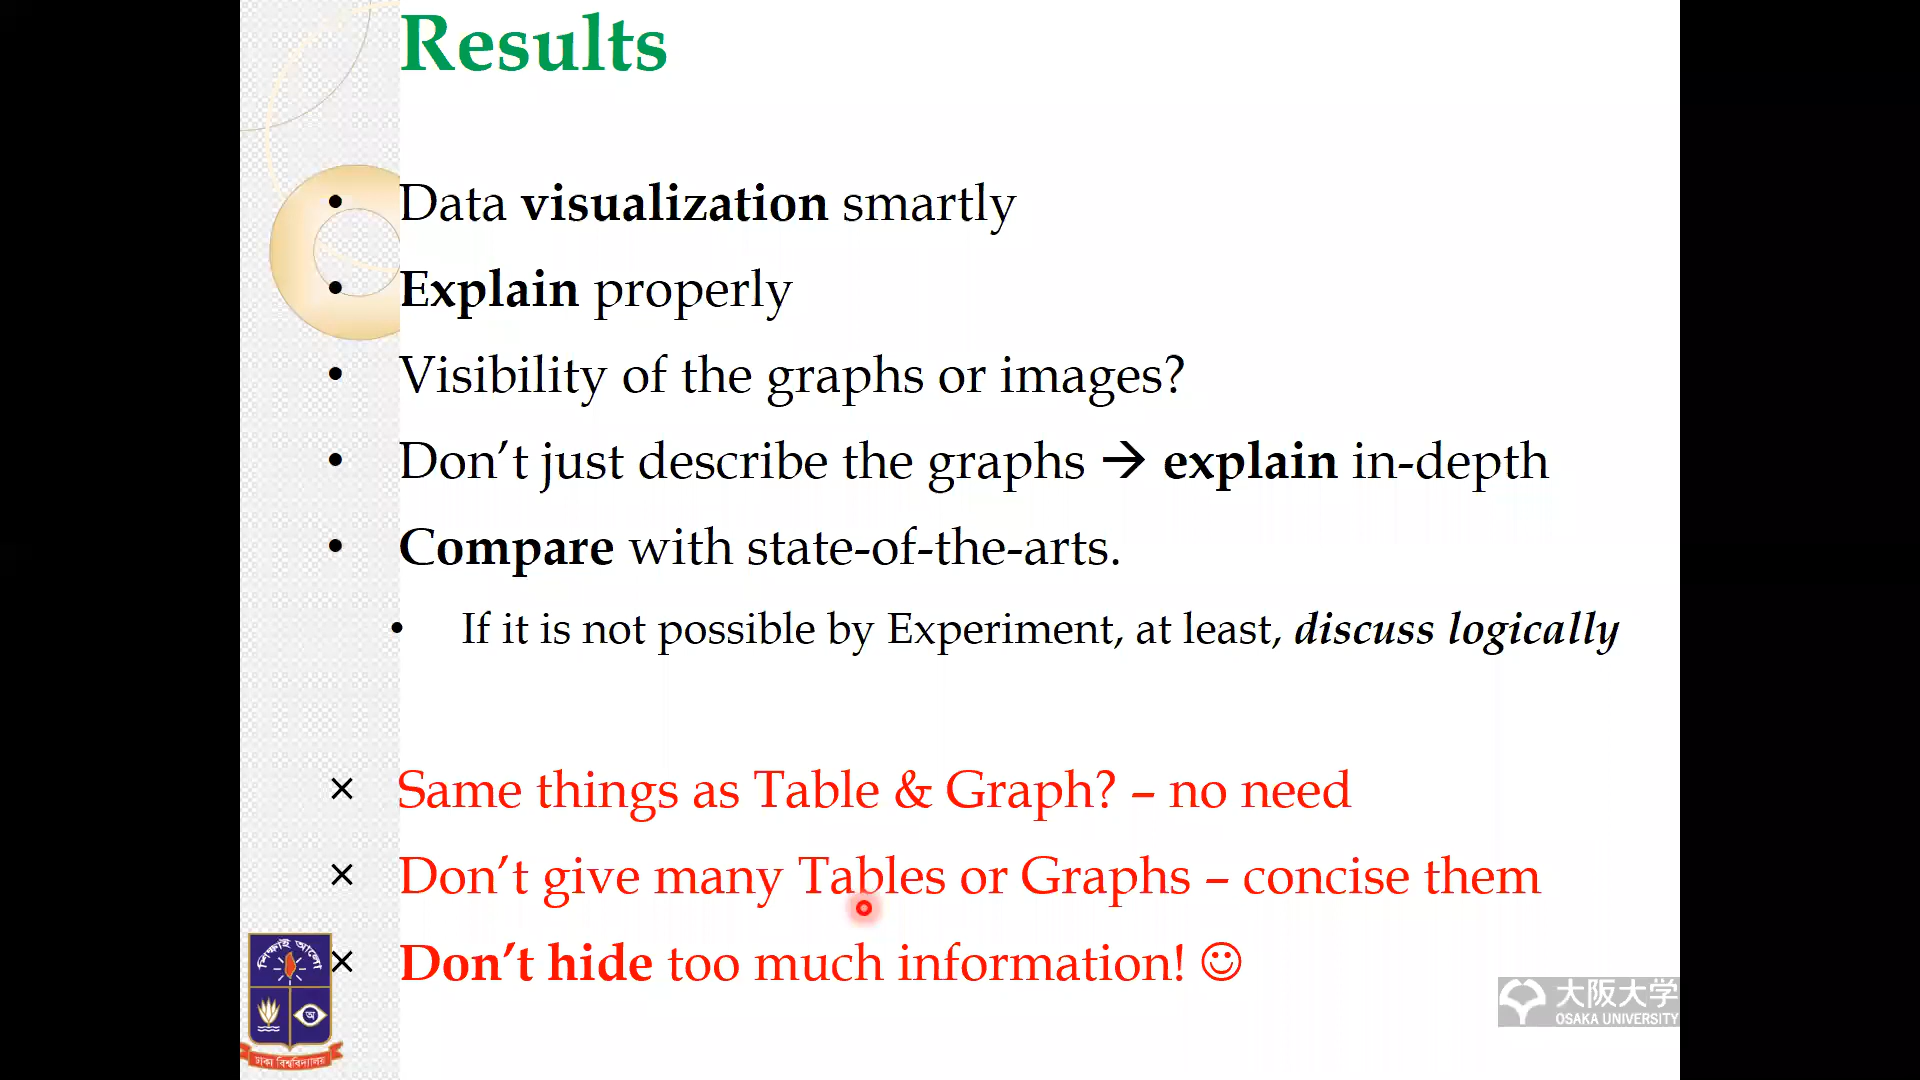 Results
• Data visualization smartly
• Explain properly
• Visibility of the graphs or images?
• Don’t just describe the graphs → explain in-depth
• Compare with state-of-the-arts.
• If it is not possible by Experiment, at least, discuss logically
× Same things as Table & Graph? – no need
× Don’t give many Tables or Graphs – concise them
× Don’t hide too much information! ☺
শিক্ষাই আলো
অ
ঢাকা বিশ্ববিদ্যালয়
大阪大学
OSAKA UNIVERSITY